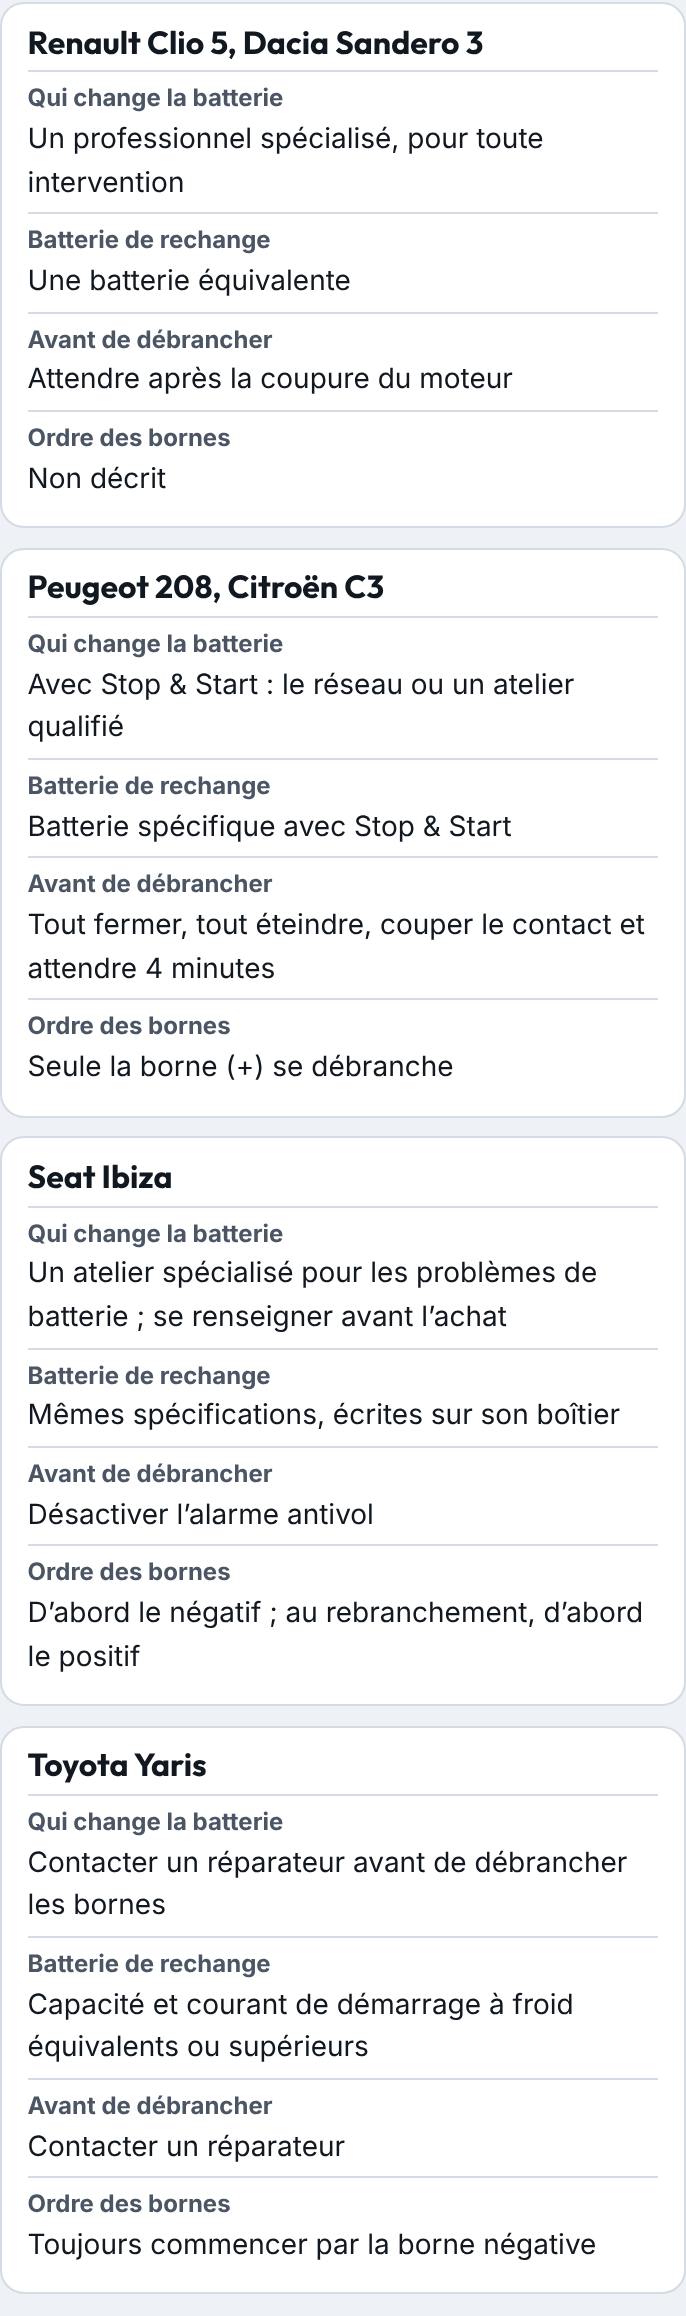 Renault Clio 5, Dacia Sandero 3
Qui change la batterie
Un professionnel spécialisé, pour toute
intervention
Batterie de rechange
Une batterie équivalente
Avant de débrancher
Attendre après la coupure du moteur
Ordre des bornes
Non décrit
Peugeot 208, Citroën C3
Qui change la batterie
Avec Stop & Start : le réseau ou un atelier
qualifié
Batterie de rechange
Batterie spécifique avec Stop & Start
Avant de débrancher
Tout fermer, tout éteindre, couper le contact et
attendre 4 minutes
Ordre des bornes
Seule la borne (+) se débranche
Seat Ibiza
Qui change la batterie
Un atelier spécialisé pour les problèmes de
batterie ; se renseigner avant l’achat
Batterie de rechange
Mêmes spécifications, écrites sur son boîtier
Avant de débrancher
Désactiver l’alarme antivol
Ordre des bornes
D’abord le négatif ; au rebranchement, d’abord
le positif
Toyota Yaris
Qui change la batterie
Contacter un réparateur avant de débrancher
les bornes
Batterie de rechange
Capacité et courant de démarrage à froid
équivalents ou supérieurs
Avant de débrancher
Contacter un réparateur
Ordre des bornes
Toujours commencer par la borne négative